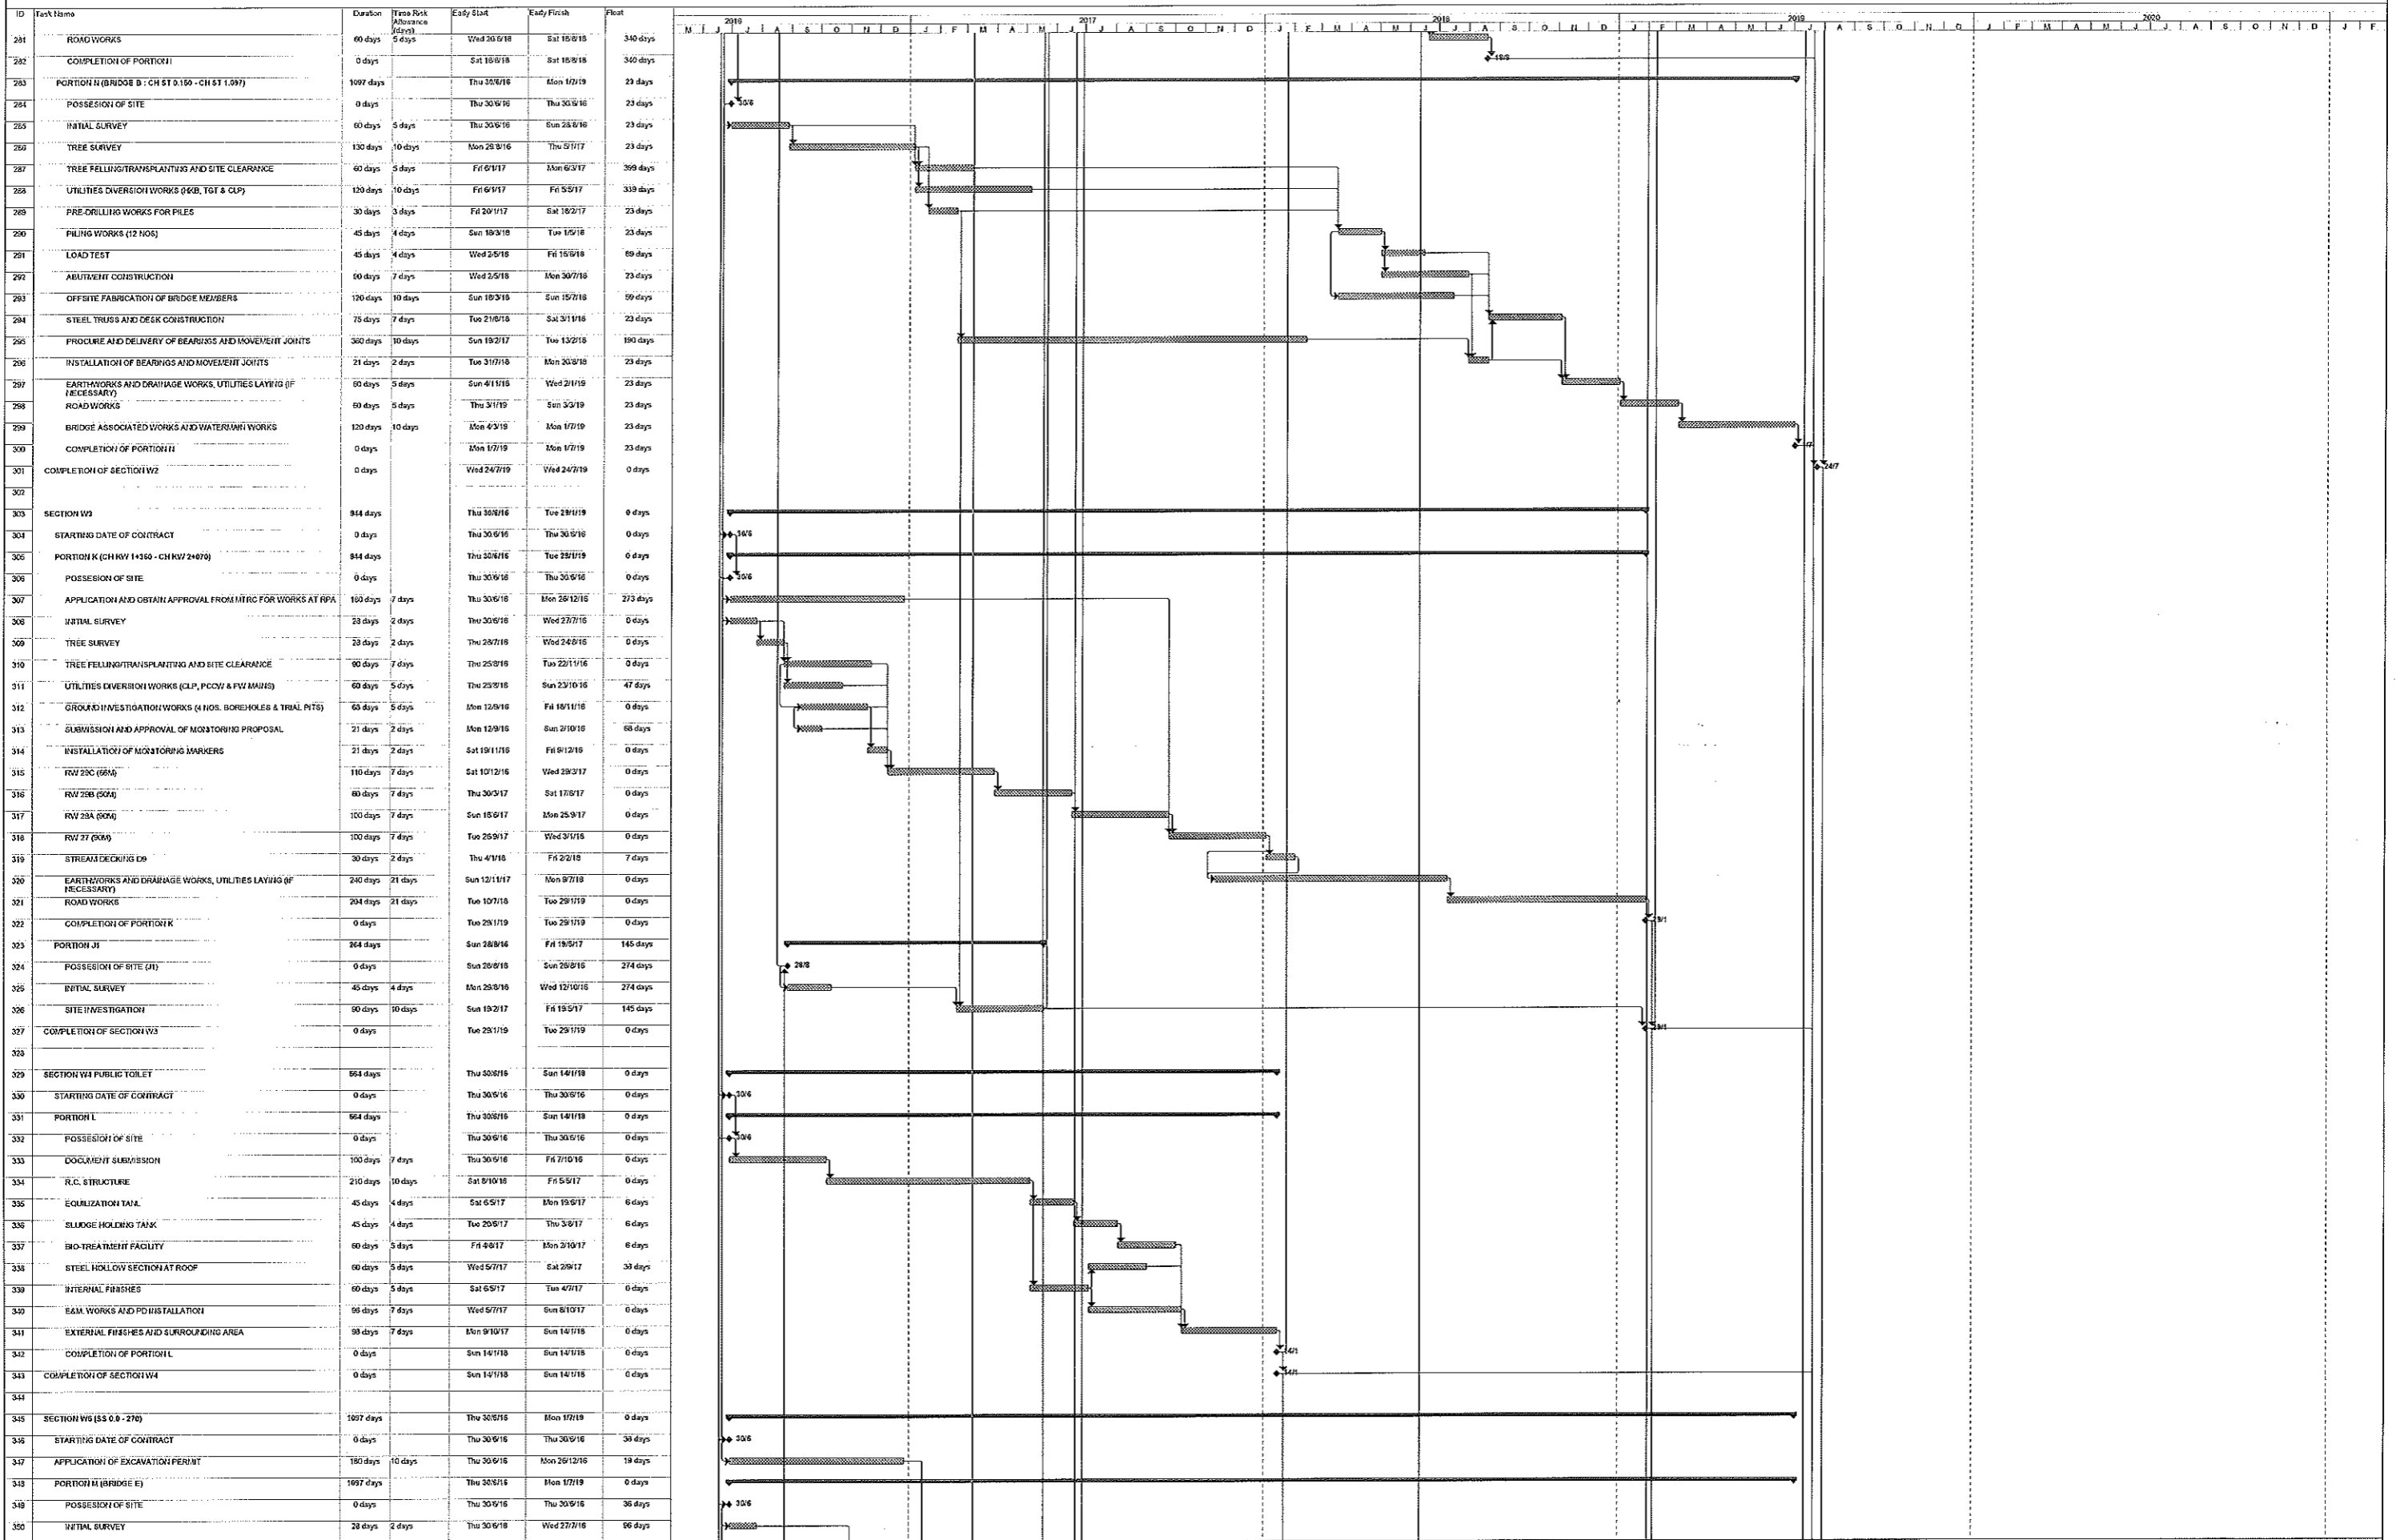 ID Task Name Duration Time Risk Early Start Early Finish Float
Allowance
(days)
2016 2017 2018 2019 2020
M J J A S O N D J F M A M J J A S O N D J F M A M J J A S O N D J F M A M J J A S O N D J F M A M J J A S O N D J F
281 ROAD WORKS 60 days 5 days Wed 20/6/18 Sat 18/8/18 340 days
282 COMPLETION OF PORTION I 0 days Sat 18/8/18 Sat 18/8/18 340 days 18/8
283 PORTION N (BRIDGE B : CH ST 0.150 - CH ST 1.097) 1097 days Thu 30/6/16 Mon 1/7/19 23 days
284 POSSESION OF SITE 0 days Thu 30/6/16 Thu 30/6/16 23 days 30/6
285 INITIAL SURVEY 60 days 5 days Thu 30/6/16 Sun 28/8/16 23 days
286 TREE SURVEY 130 days 10 days Mon 29/8/16 Thu 5/1/17 23 days
287 TREE FELLING/TRANSPLANTING AND SITE CLEARANCE 60 days 5 days Fri 6/1/17 Mon 6/3/17 399 days
288 UTILITIES DIVERSION WORKS (HKB, TGT & CLP) 120 days 10 days Fri 6/1/17 Fri 5/5/17 339 days
289 PRE-DRILLING WORKS FOR PILES 30 days 3 days Fri 20/1/17 Sat 18/2/17 23 days
290 PILING WORKS (12 NOS) 45 days 4 days Sun 18/3/18 Tue 1/5/18 23 days
291 LOAD TEST 45 days 4 days Wed 2/5/18 Fri 15/6/18 69 days
292 ABUTMENT CONSTRUCTION 90 days 7 days Wed 2/5/18 Mon 30/7/18 23 days
293 OFFSITE FABRICATION OF BRIDGE MEMBERS 120 days 10 days Sun 18/3/18 Sun 15/7/18 59 days
294 STEEL TRUSS AND DESK CONSTRUCTION 75 days 7 days Tue 21/8/18 Sat 3/11/18 23 days
295 PROCURE AND DELIVERY OF BEARINGS AND MOVEMENT JOINTS 360 days 10 days Sun 19/2/17 Tue 13/2/18 190 days
296 INSTALLATION OF BEARINGS AND MOVEMENT JOINTS 21 days 2 days Tue 31/7/18 Mon 20/8/18 23 days
297 EARTHWORKS AND DRAINAGE WORKS, UTILITIES LAYING (IF 60 days 5 days Sun 4/11/18 Wed 2/1/19 23 days
NECESSARY)
298 ROAD WORKS 60 days 5 days Thu 3/1/19 Sun 3/3/19 23 days
299 BRIDGE ASSOCIATED WORKS AND WATERMAIN WORKS 120 days 10 days Mon 4/3/19 Mon 1/7/19 23 days
300 COMPLETION OF PORTION N 0 days Mon 1/7/19 Mon 1/7/19 23 days
301 COMPLETION OF SECTION W2 0 days Wed 24/7/19 Wed 24/7/19 0 days 24/7
302
303 SECTION W3 944 days Thu 30/6/16 Tue 29/1/19 0 days
304 STARTING DATE OF CONTRACT 0 days Thu 30/6/16 Thu 30/6/16 0 days 30/6
305 PORTION K (CH KW 1+350 - CH KW 2+070) 944 days Thu 30/6/16 Tue 29/1/19 0 days
306 POSSESION OF SITE 0 days Thu 30/6/16 Thu 30/6/16 0 days 30/6
307 APPLICATION AND OBTAIN APPROVAL FROM MTRC FOR WORKS AT RPA 180 days 7 days Thu 30/6/16 Mon 26/12/16 273 days
308 INITIAL SURVEY 28 days 2 days Thu 30/6/16 Wed 27/7/16 0 days
309 TREE SURVEY 28 days 2 days Thu 28/7/16 Wed 24/8/16 0 days
310 TREE FELLING/TRANSPLANTING AND SITE CLEARANCE 90 days 7 days Thu 25/8/16 Tue 22/11/16 0 days
311 UTILITIES DIVERSION WORKS (CLP, PCCW & FW MAINS) 60 days 5 days Thu 25/8/16 Sun 23/10/16 47 days
312 GROUND INVESTIGATION WORKS (4 NOS. BOREHOLES & TRIAL PITS) 68 days 5 days Mon 12/9/16 Fri 18/11/16 0 days
313 SUBMISSION AND APPROVAL OF MONITORING PROPOSAL 21 days 2 days Mon 12/9/16 Sun 2/10/16 68 days
314 INSTALLATION OF MONITORING MARKERS 21 days 2 days Sat 19/11/16 Fri 9/12/16 0 days
315 RW 29C (66M) 110 days 7 days Sat 10/12/16 Wed 29/3/17 0 days
316 RW 29B (50M) 80 days 7 days Thu 30/3/17 Sat 17/6/17 0 days
317 RW 29A (90M) 100 days 7 days Sun 18/6/17 Mon 25/9/17 0 days
318 RW 27 (90M) 100 days 7 days Tue 26/9/17 Wed 3/1/18 0 days
319 STREAM DECKING D9 30 days 2 days Thu 4/1/18 Fri 2/2/18 7 days
320 EARTHWORKS AND DRAINAGE WORKS, UTILITIES LAYING (IF 240 days 21 days Sun 12/11/17 Mon 9/7/18 0 days
NECESSARY)
321 ROAD WORKS 204 days 21 days Tue 10/7/18 Tue 29/1/19 0 days
322 COMPLETION OF PORTION K 0 days Tue 29/1/19 Tue 29/1/19 0 days 29/1
323 PORTION J1 264 days Sun 28/8/16 Fri 19/5/17 145 days
324 POSSESION OF SITE (J1) 0 days Sun 28/8/16 Sun 28/8/16 274 days 28/8
325 INITIAL SURVEY 45 days 4 days Mon 29/8/16 Wed 12/10/16 274 days
326 SITE INVESTIGATION 90 days 10 days Sun 19/2/17 Fri 19/5/17 145 days
327 COMPLETION OF SECTION W3 0 days Tue 29/1/19 Tue 29/1/19 0 days 29/1
328
329 SECTION W4 PUBLIC TOILET 564 days Thu 30/6/16 Sun 14/1/18 0 days
330 STARTING DATE OF CONTRACT 0 days Thu 30/6/16 Thu 30/6/16 0 days 30/6
331 PORTION L 564 days Thu 30/6/16 Sun 14/1/18 0 days
332 POSSESION OF SITE 0 days Thu 30/6/16 Thu 30/6/16 0 days 30/6
333 DOCUMENT SUBMISSION 100 days 7 days Thu 30/6/16 Fri 7/10/16 0 days
334 R.C. STRUCTURE 210 days 10 days Sat 8/10/16 Fri 5/5/17 0 days
335 EQUILIZATION TANL 45 days 4 days Sat 6/5/17 Mon 19/6/17 6 days
336 SLUDGE HOLDING TANK 45 days 4 days Tue 20/6/17 Thu 3/8/17 6 days
337 BIO-TREATMENT FACILITY 60 days 5 days Fri 4/8/17 Mon 2/10/17 6 days
338 STEEL HOLLOW SECTION AT ROOF 60 days 5 days Wed 5/7/17 Sat 2/9/17 36 days
339 INTERNAL FINISHES 60 days 5 days Sat 6/5/17 Tue 4/7/17 0 days
340 E&M. WORKS AND PD INSTALLATION 96 days 7 days Wed 5/7/17 Sun 8/10/17 0 days
341 EXTERNAL FINISHES AND SURROUNDING AREA 98 days 7 days Mon 9/10/17 Sun 14/1/18 0 days
342 COMPLETION OF PORTION L 0 days Sun 14/1/18 Sun 14/1/18 0 days 14/1
343 COMPLETION OF SECTION W4 0 days Sun 14/1/18 Sun 14/1/18 0 days 14/1
344
345 SECTION W6 (SS 0.0 - 270) 1097 days Thu 30/6/16 Mon 1/7/19 0 days
346 STARTING DATE OF CONTRACT 0 days Thu 30/6/16 Thu 30/6/16 36 days 30/6
347 APPLICATION OF EXCAVATION PERMIT 180 days 10 days Thu 30/6/16 Mon 26/12/16 19 days
348 PORTION M (BRIDGE E) 1097 days Thu 30/6/16 Mon 1/7/19 0 days
349 POSSESION OF SITE 0 days Thu 30/6/16 Thu 30/6/16 36 days 30/6
350 INITIAL SURVEY 28 days 2 days Thu 30/6/16 Wed 27/7/16 96 days